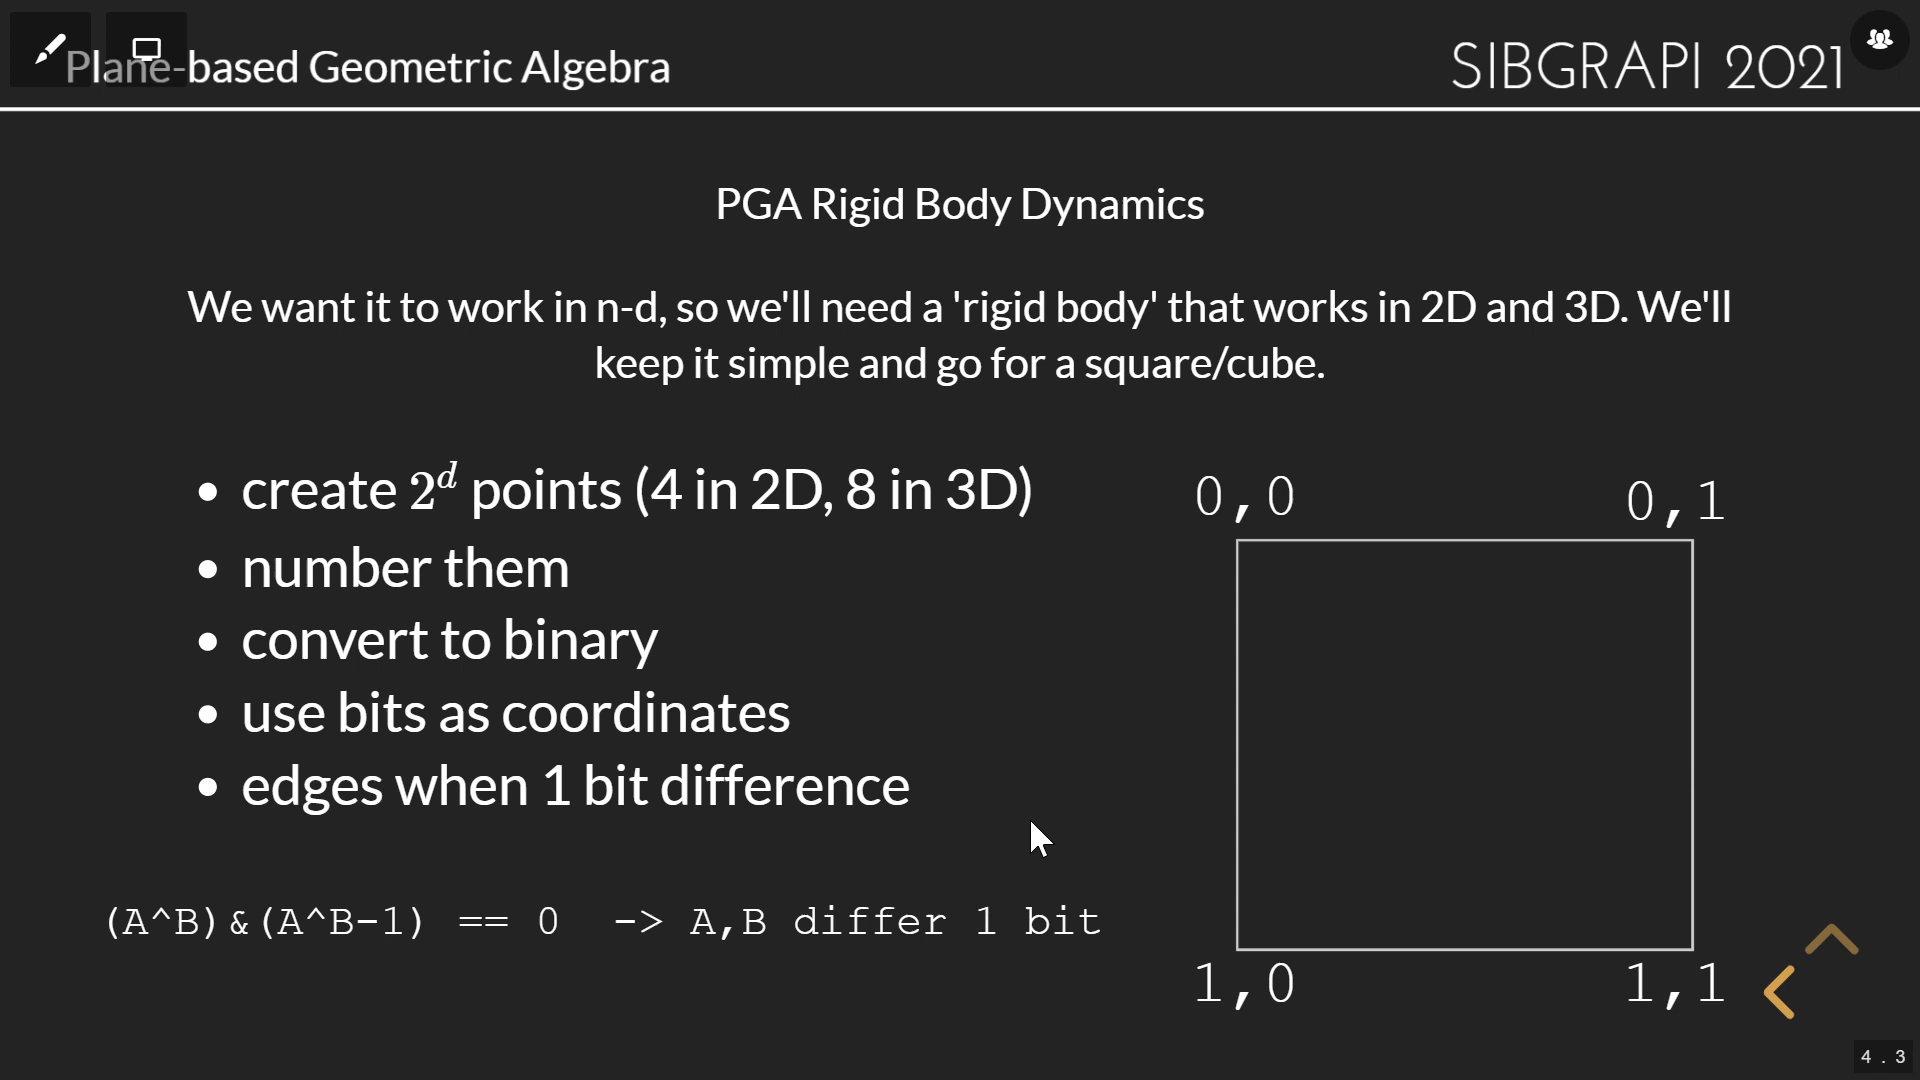 Plane-based Geometric Algebra
SIBGRAPI 2021
PGA Rigid Body Dynamics
We want it to work in n-d, so we'll need a 'rigid body' that works in 2D and 3D. We'll
keep it simple and go for a square/cube.
• create 2^d points (4 in 2D, 8 in 3D)
• number them
• convert to binary
• use bits as coordinates
• edges when 1 bit difference
(A^B)&(A^B-1) == 0 -> A,B differ 1 bit
0,0
0,1
1,0
1,1
4 . 3